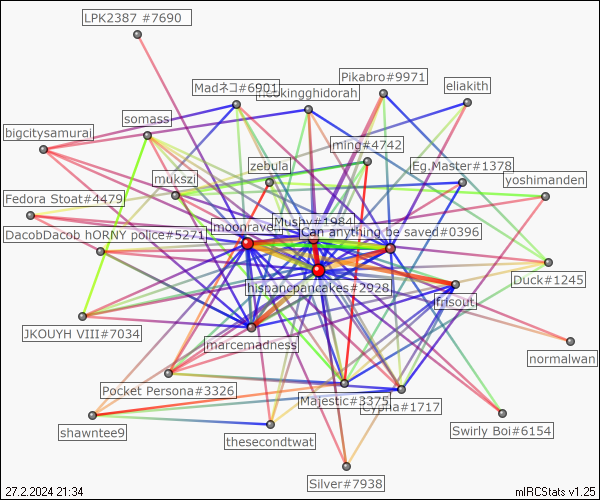 LPK2387 #7690
Madネコ#6901
Pikabro#9971
eliakith
bigcitysamurai
somass
ming#4742
zebula
Eg.Master#1378
mukszi
yoshimanden
Fedora Stoat#4479
Mushy#1984
DacobDacob hORNY police#5271
Can anything be saved#0396
Duck#1245
hispancpancakes#2928
frisout
JKOUYH VIII#7034
marcemadness
normalwan
Pocket Persona#3326
Majestic#3375
#1717
Swirly Boi#6154
shawntee9
thesecondtwat
Silver#7938
27.2.2024 21:34
mIRCStats v1.25